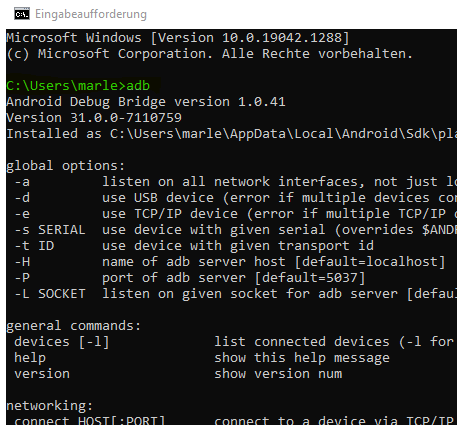 Eingabeaufforderung
Microsoft Windows [Version 10.0.19042.1288]
(c) Microsoft Corporation. Alle Rechte vorbehalten.
C:\Users\marle>adb
Android Debug Bridge version 1.0.41
Version 31.0.0-7110759
Installed as C:\Users\marle\AppData\Local\Android\Sdk\pla
global options:
-a listen on all network interfaces, not just lo
-d use USB device (error if multiple devices con
-e use TCP/IP device (error if multiple TCP/IP d
-s SERIAL use device with given serial (overrides $AND
-t ID use device with given transport id
-H name of adb server host [default=localhost]
-P port of adb server [default=5037]
-L SOCKET listen on given socket for adb server [defau
general commands:
devices [-l] list connected devices (-l for
help show this help message
version show version num
networking:
connect HOST[:PORT] connect to a device via TCP/IP